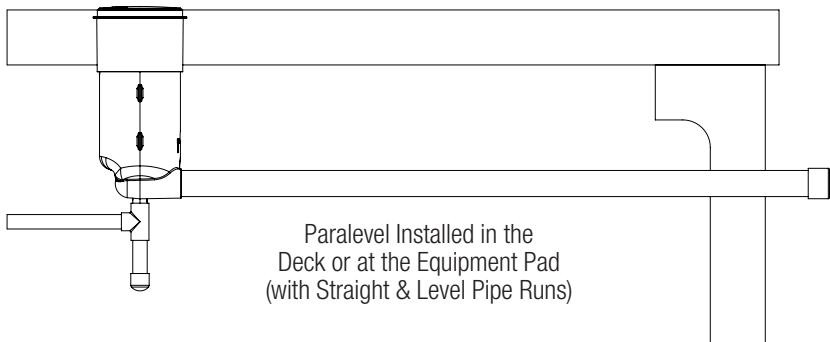 Paralevel Installed in the
Deck or at the Equipment Pad
(with Straight & Level Pipe Runs)